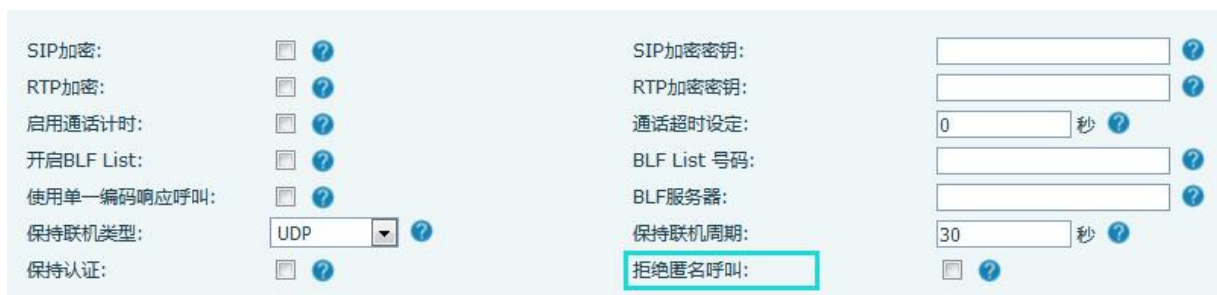 SIP加密: SIP加密密钥:
RTP加密: RTP加密密钥:
启用通话计时: 通话超时设定: 0 秒
开启BLF List: BLF List 号码:
使用单一编码响应呼叫: BLF服务器:
保持联机类型: UDP 保持联机周期: 30 秒
保持认证: 拒绝匿名呼叫: